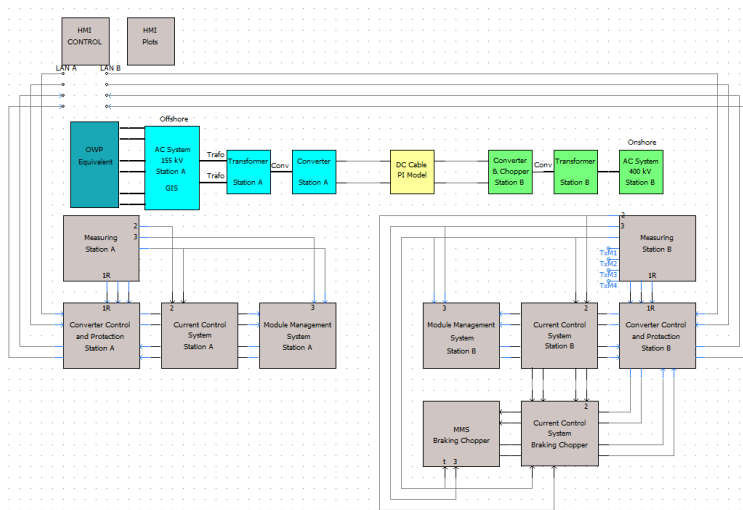 HMI
CONTROL
HMI
Plots
LAN A
LAN B
Offshore
OWP
Equivalent
AC System
155 kV
Station A
GIS
Trafo
Trafo
Transformer
Station A
Conv
Converter
Station A
DC Cable
PI Model
Converter
& Chopper
Station B
Conv
Transformer
Station B
Onshore
AC System
400 kV
Station B
Measuring
Station A
2
3
1R
2
3
Measuring
Station B
1R
TxM1
TxM2
TxM3
TxM4
1R
Converter Control
and Protection
Station A
2
Current Control
System
Station A
3
Module Management
System
Station A
3
Module Management
System
Station B
2
Current Control
System
Station B
1R
Converter Control
and Protection
Station B
MMS
Braking Chopper
t 3
2
Current Control
System
Braking Chopper